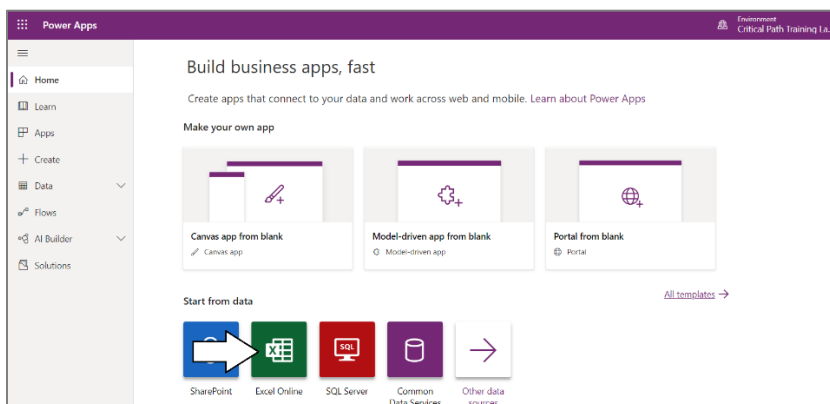 Power Apps
Environment
Critical Path Training La...
Home
Learn
Apps
Create
Data
Flows
AI Builder
Solutions
Build business apps, fast
Create apps that connect to your data and work across web and mobile. Learn about Power Apps
Make your own app
Canvas app from blank
Canvas app
Model-driven app from blank
Model-driven app
Portal from blank
Portal
Start from data
All templates
SQL
SharePoint
Excel Online
SQL Server
Common
Data Services
Other data
sources